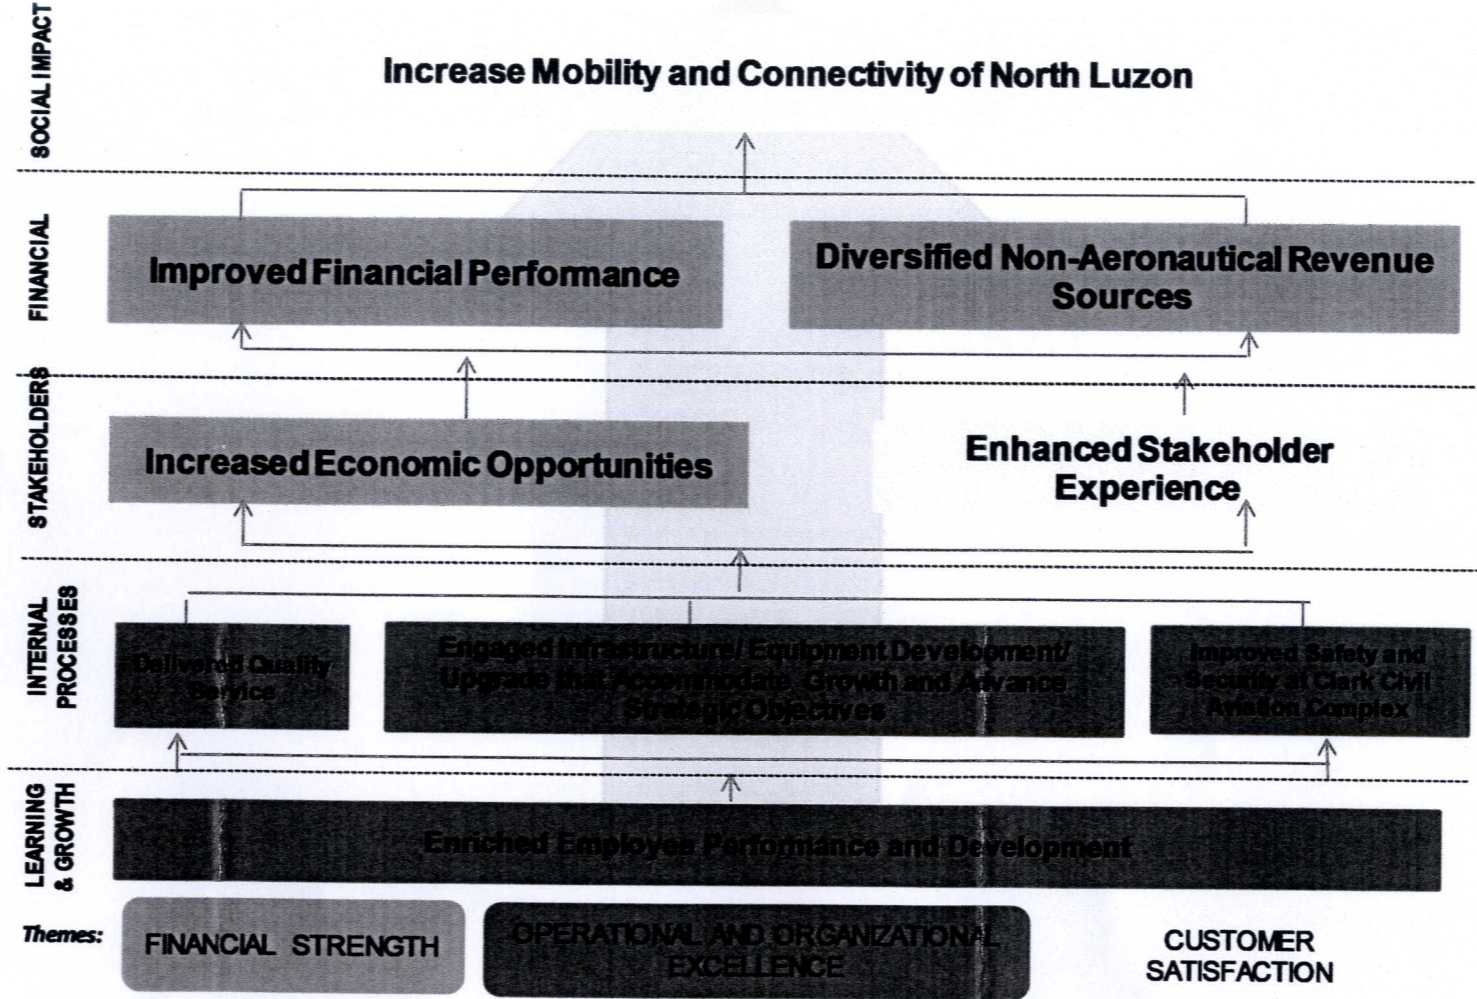 SOCIAL IMPACT
Increase Mobility and Connectivity of North Luzon
FINANCIAL
Improved Financial Performance
Diversified Non-Aeronautical Revenue
Sources
STAKEHOLDERS
Increased Economic Opportunities
Enhanced Stakeholder
Experience
INTERNAL
PROCESSES
Delivered Quality
Service
Engaged Infrastructure/ Equipment Development/
Upgrade that Accommodate Growth and Advance
Strategic Objectives
Improved Safety and
Security at Clark Civil
Aviation Complex
LEARNING
& GROWTH
Enriched Employee Performance and Development
Themes:
FINANCIAL STRENGTH
OPERATIONAL AND ORGANIZATIONAL
EXCELLENCE
CUSTOMER
SATISFACTION